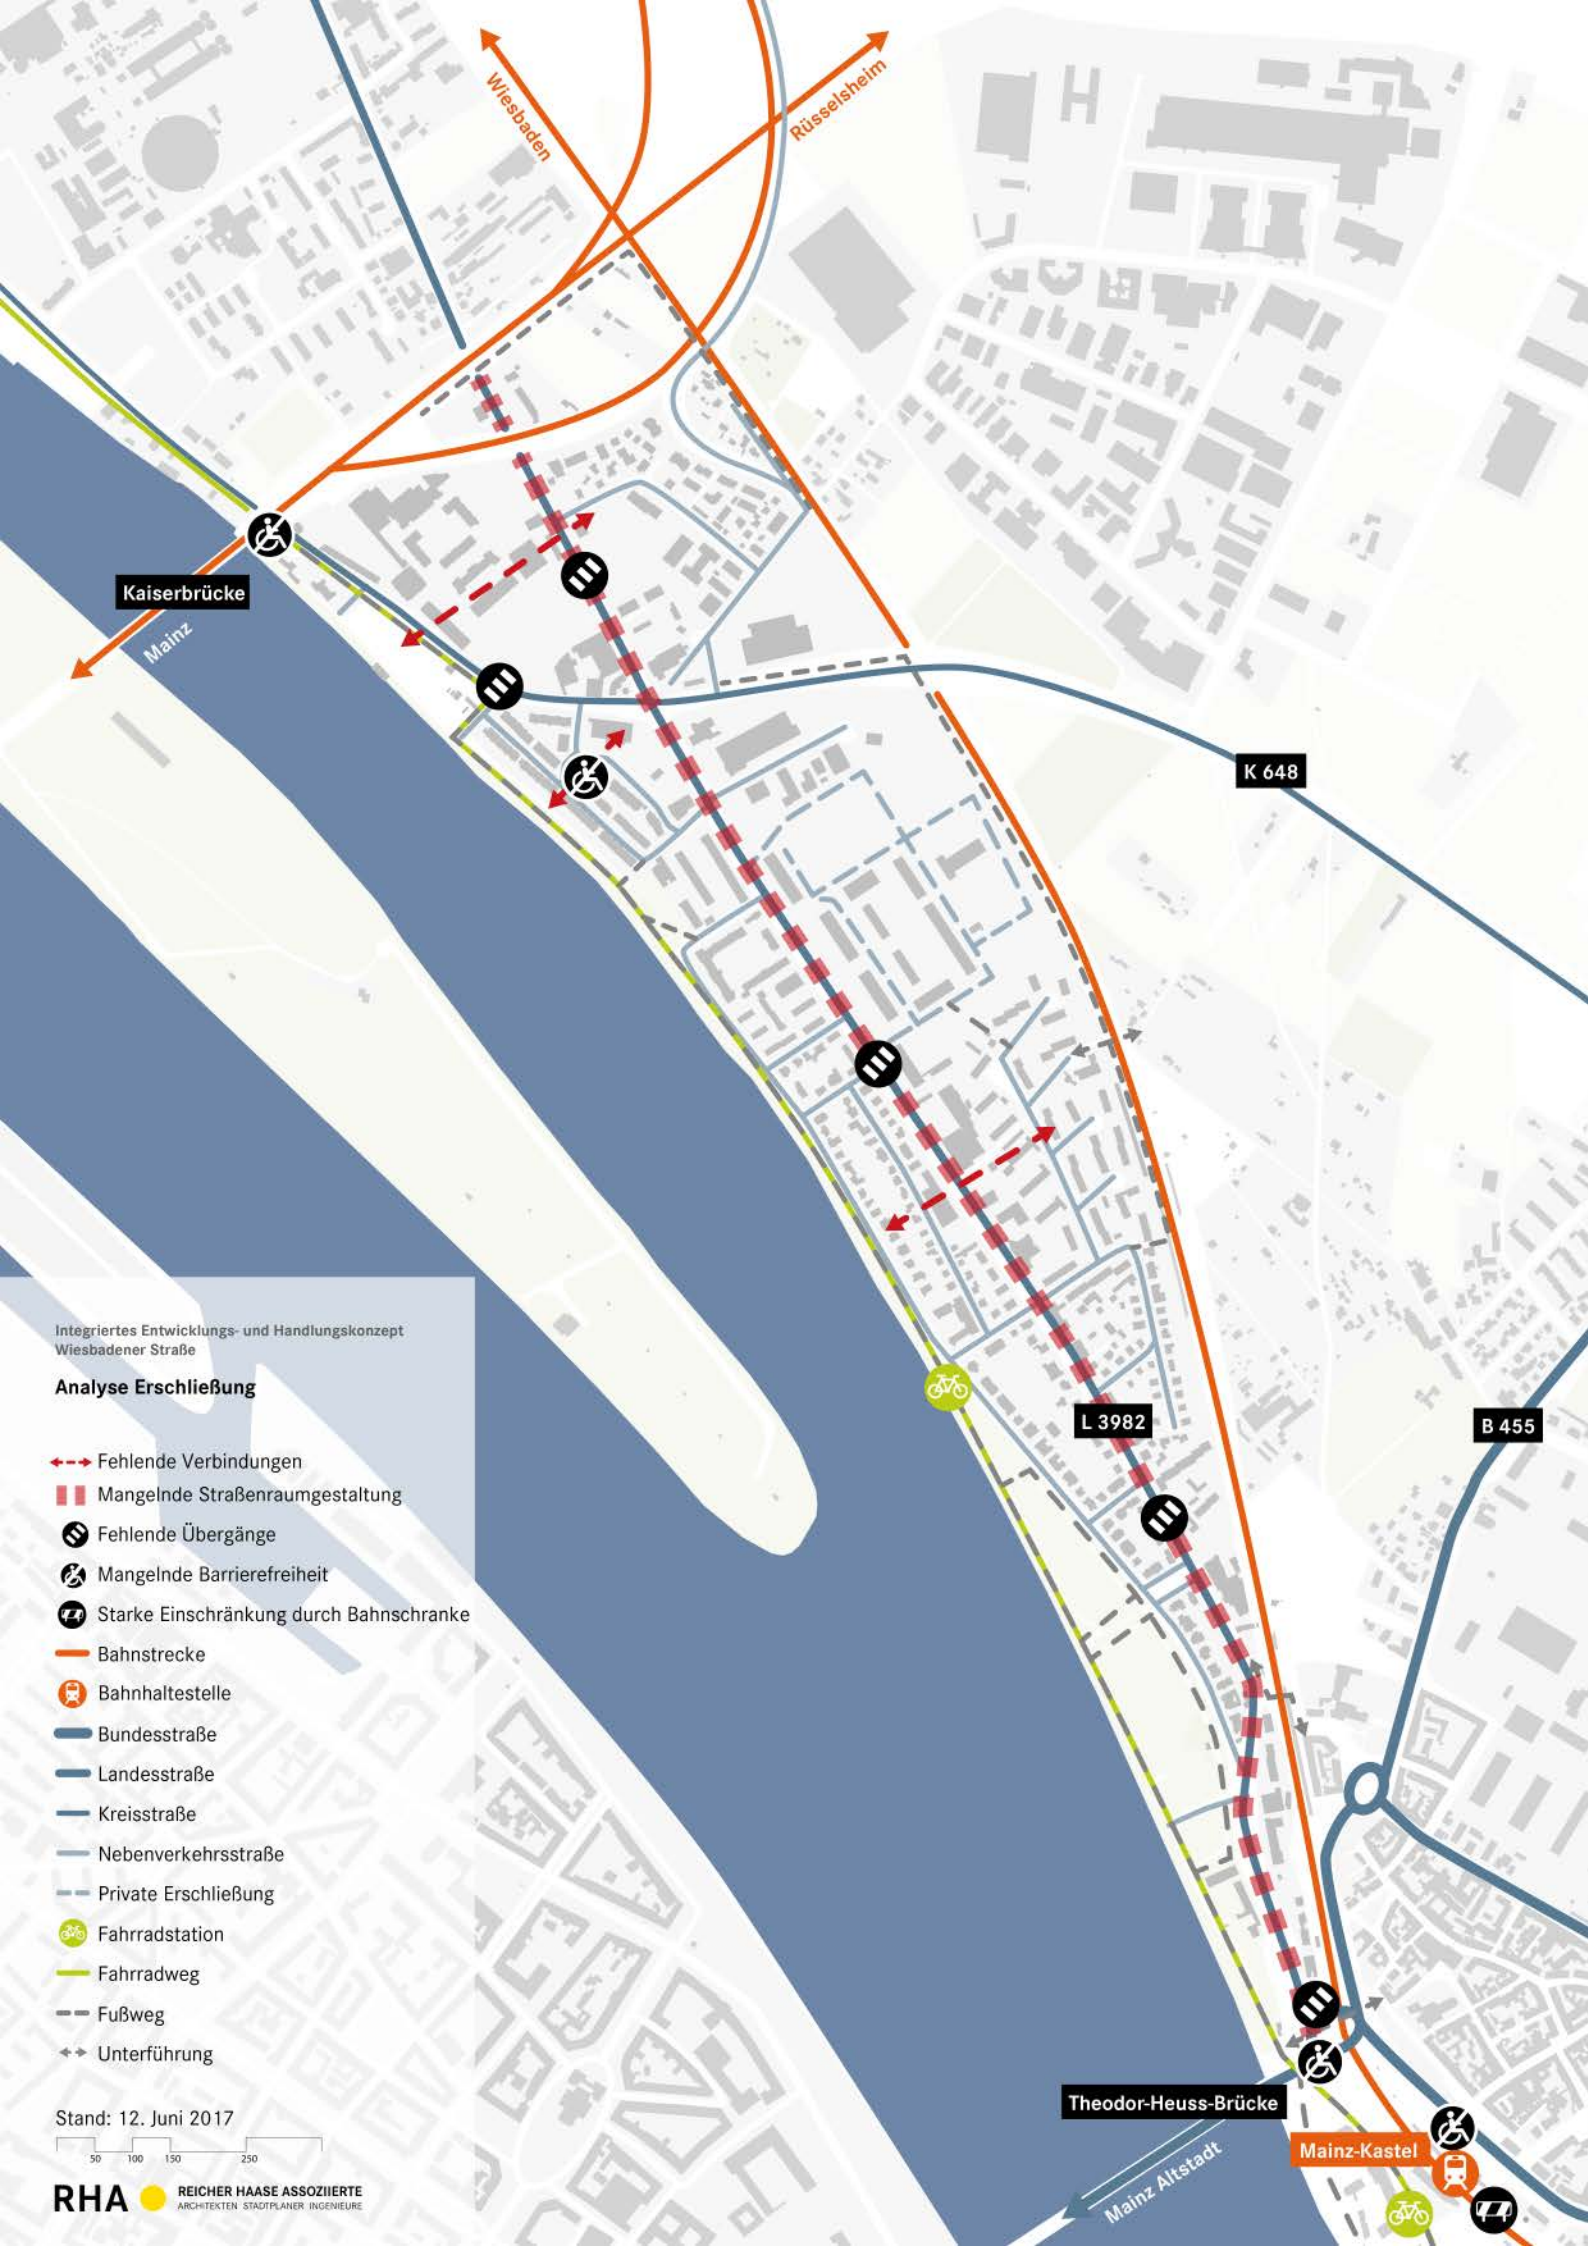 Wiesbaden
Rüsselsheim
Kaiserbrücke
Mainz
K 648
L 3982
B 455
Integriertes Entwicklungs- und Handlungskonzept
Wiesbadener Straße
Analyse Erschließung
Fehlende Verbindungen
Mangelnde Straßenraumgestaltung
Fehlende Übergänge
Mangelnde Barrierefreiheit
Starke Einschränkung durch Bahnschranke
Bahnstrecke
Bahnhaltestelle
Bundesstraße
Landesstraße
Kreisstraße
Nebenverkehrsstraße
Private Erschließung
Fahrradstation
Fahrradweg
Fußweg
Unterführung
Stand: 12. Juni 2017
50 100 150 250
RHA REICHER HAASE ASSOZIIERTE
ARCHITEKTEN STADTPLANER INGENIEURE
Theodor-Heuss-Brücke
Mainz-Kastel
Mainz Altstadt